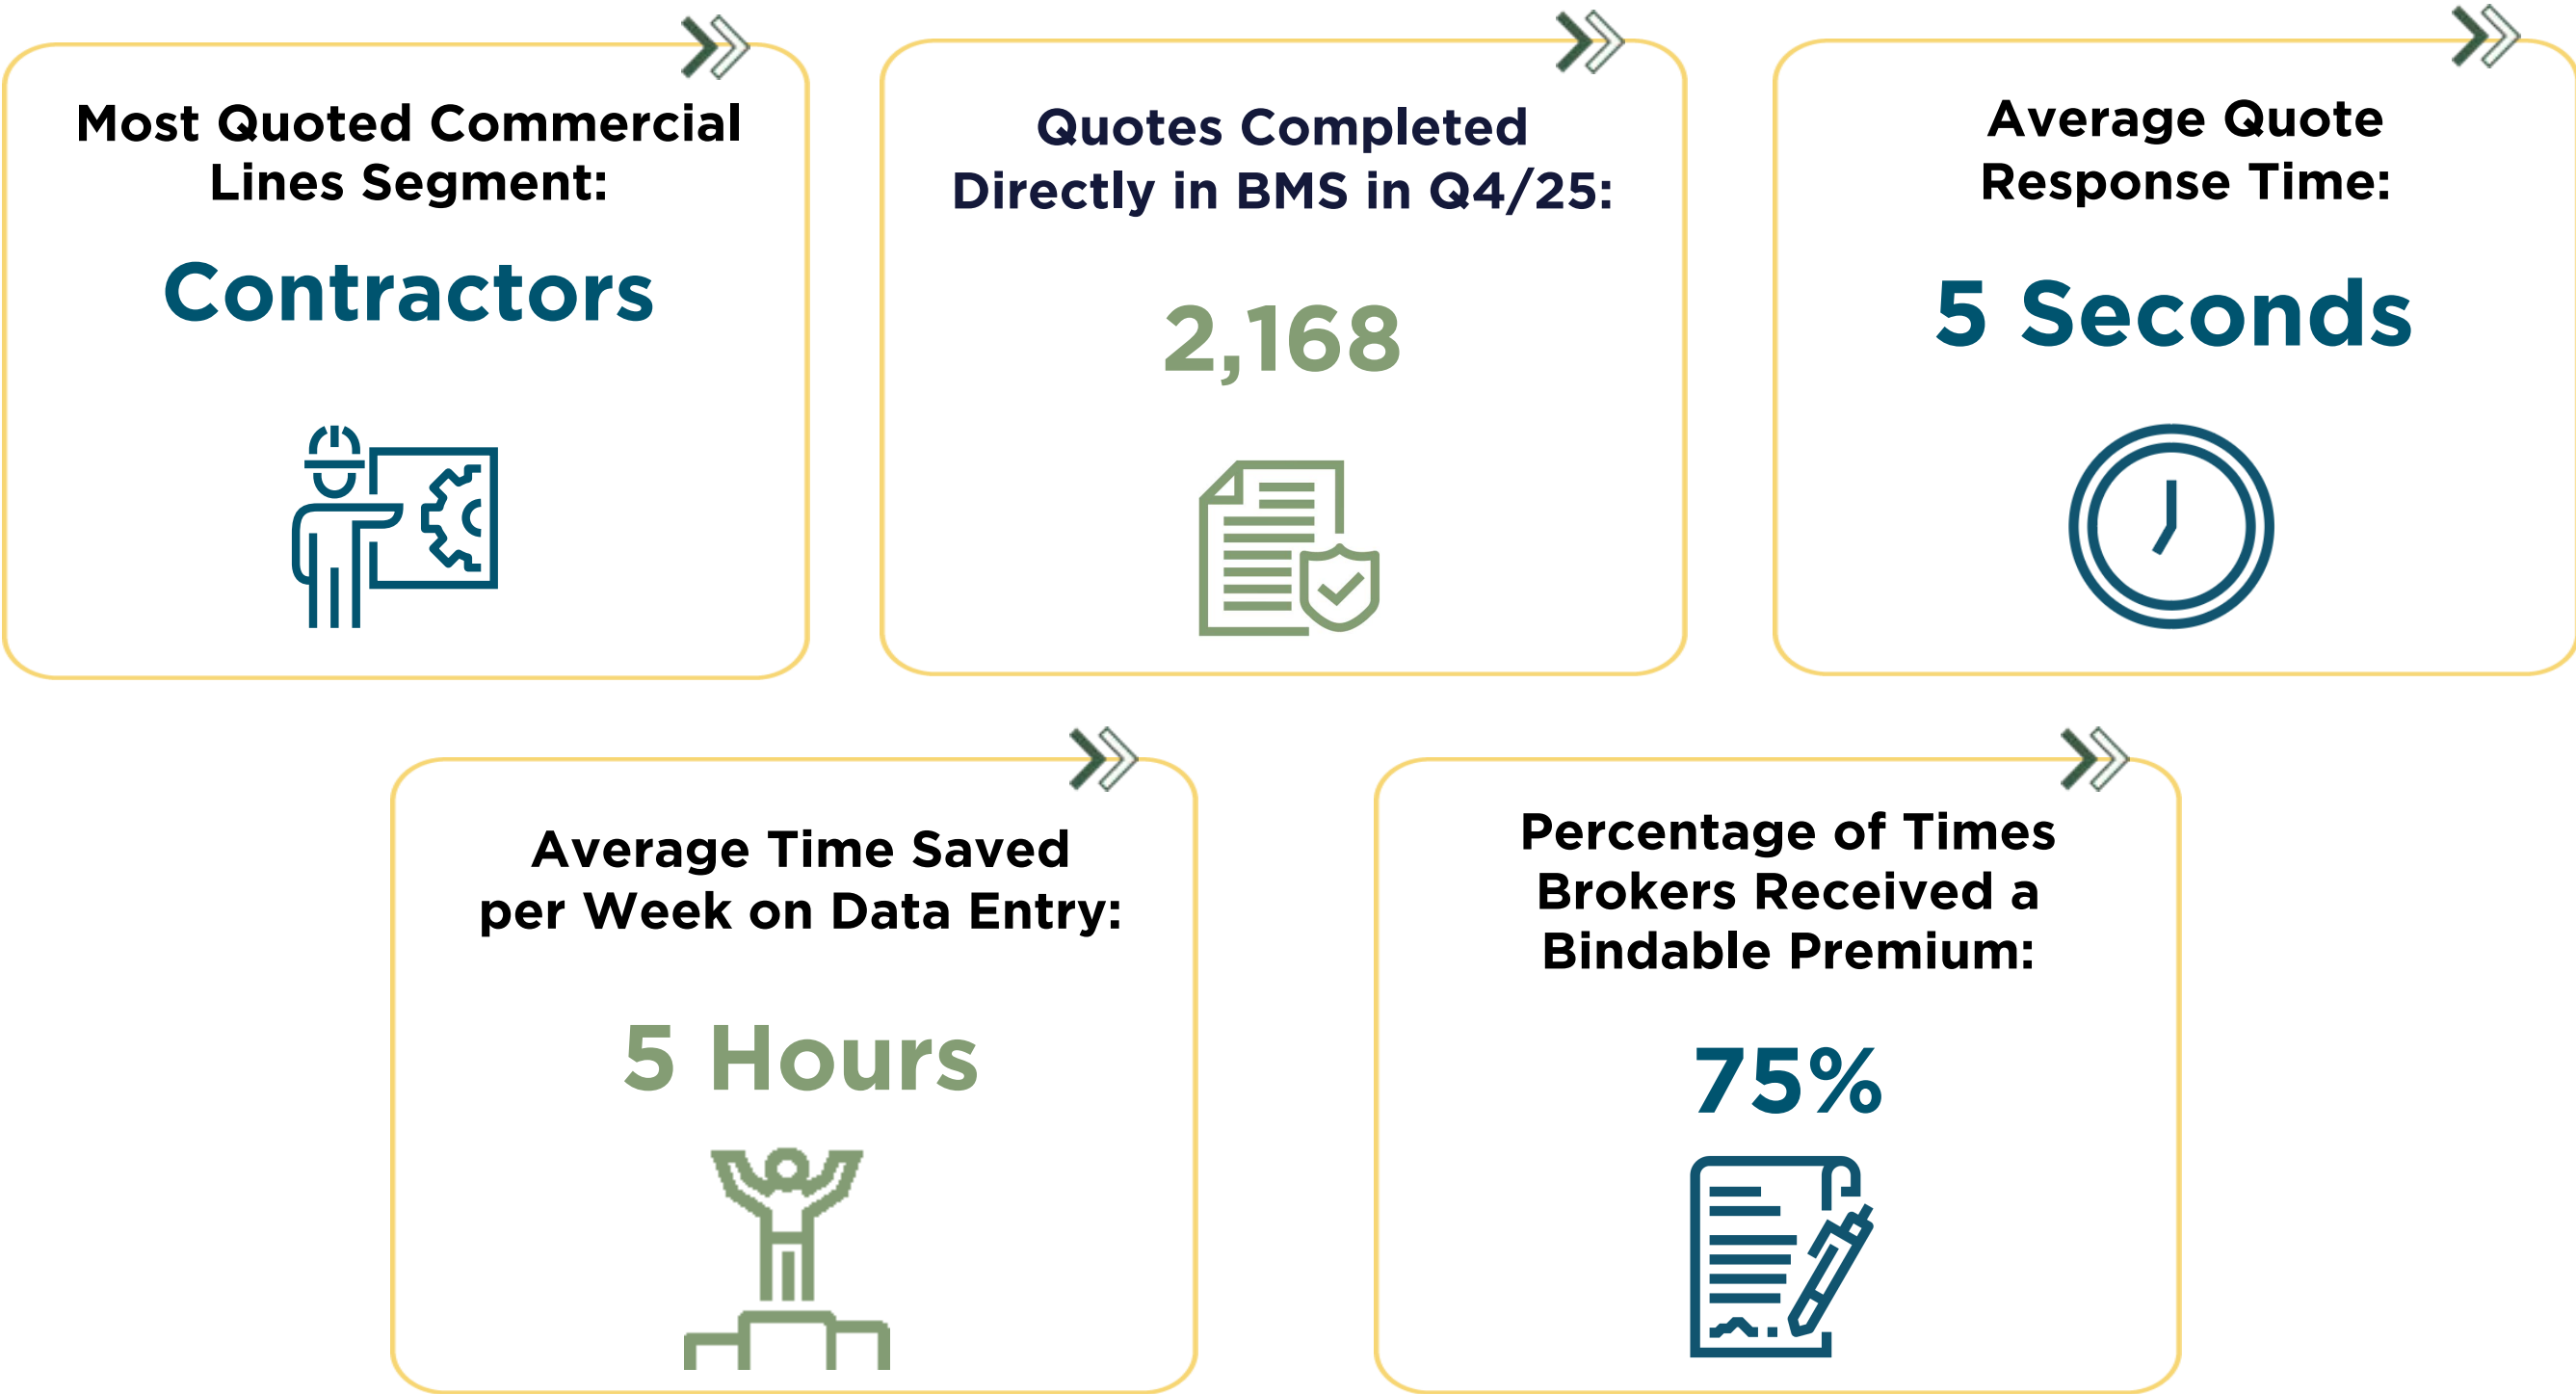 Most Quoted Commercial
Lines Segment:
Contractors
Quotes Completed
Directly in BMS in Q4/25:
2,168
Average Quote
Response Time:
5 Seconds
Average Time Saved
per Week on Data Entry:
5 Hours
Percentage of Times
Brokers Received a
Bindable Premium:
75%